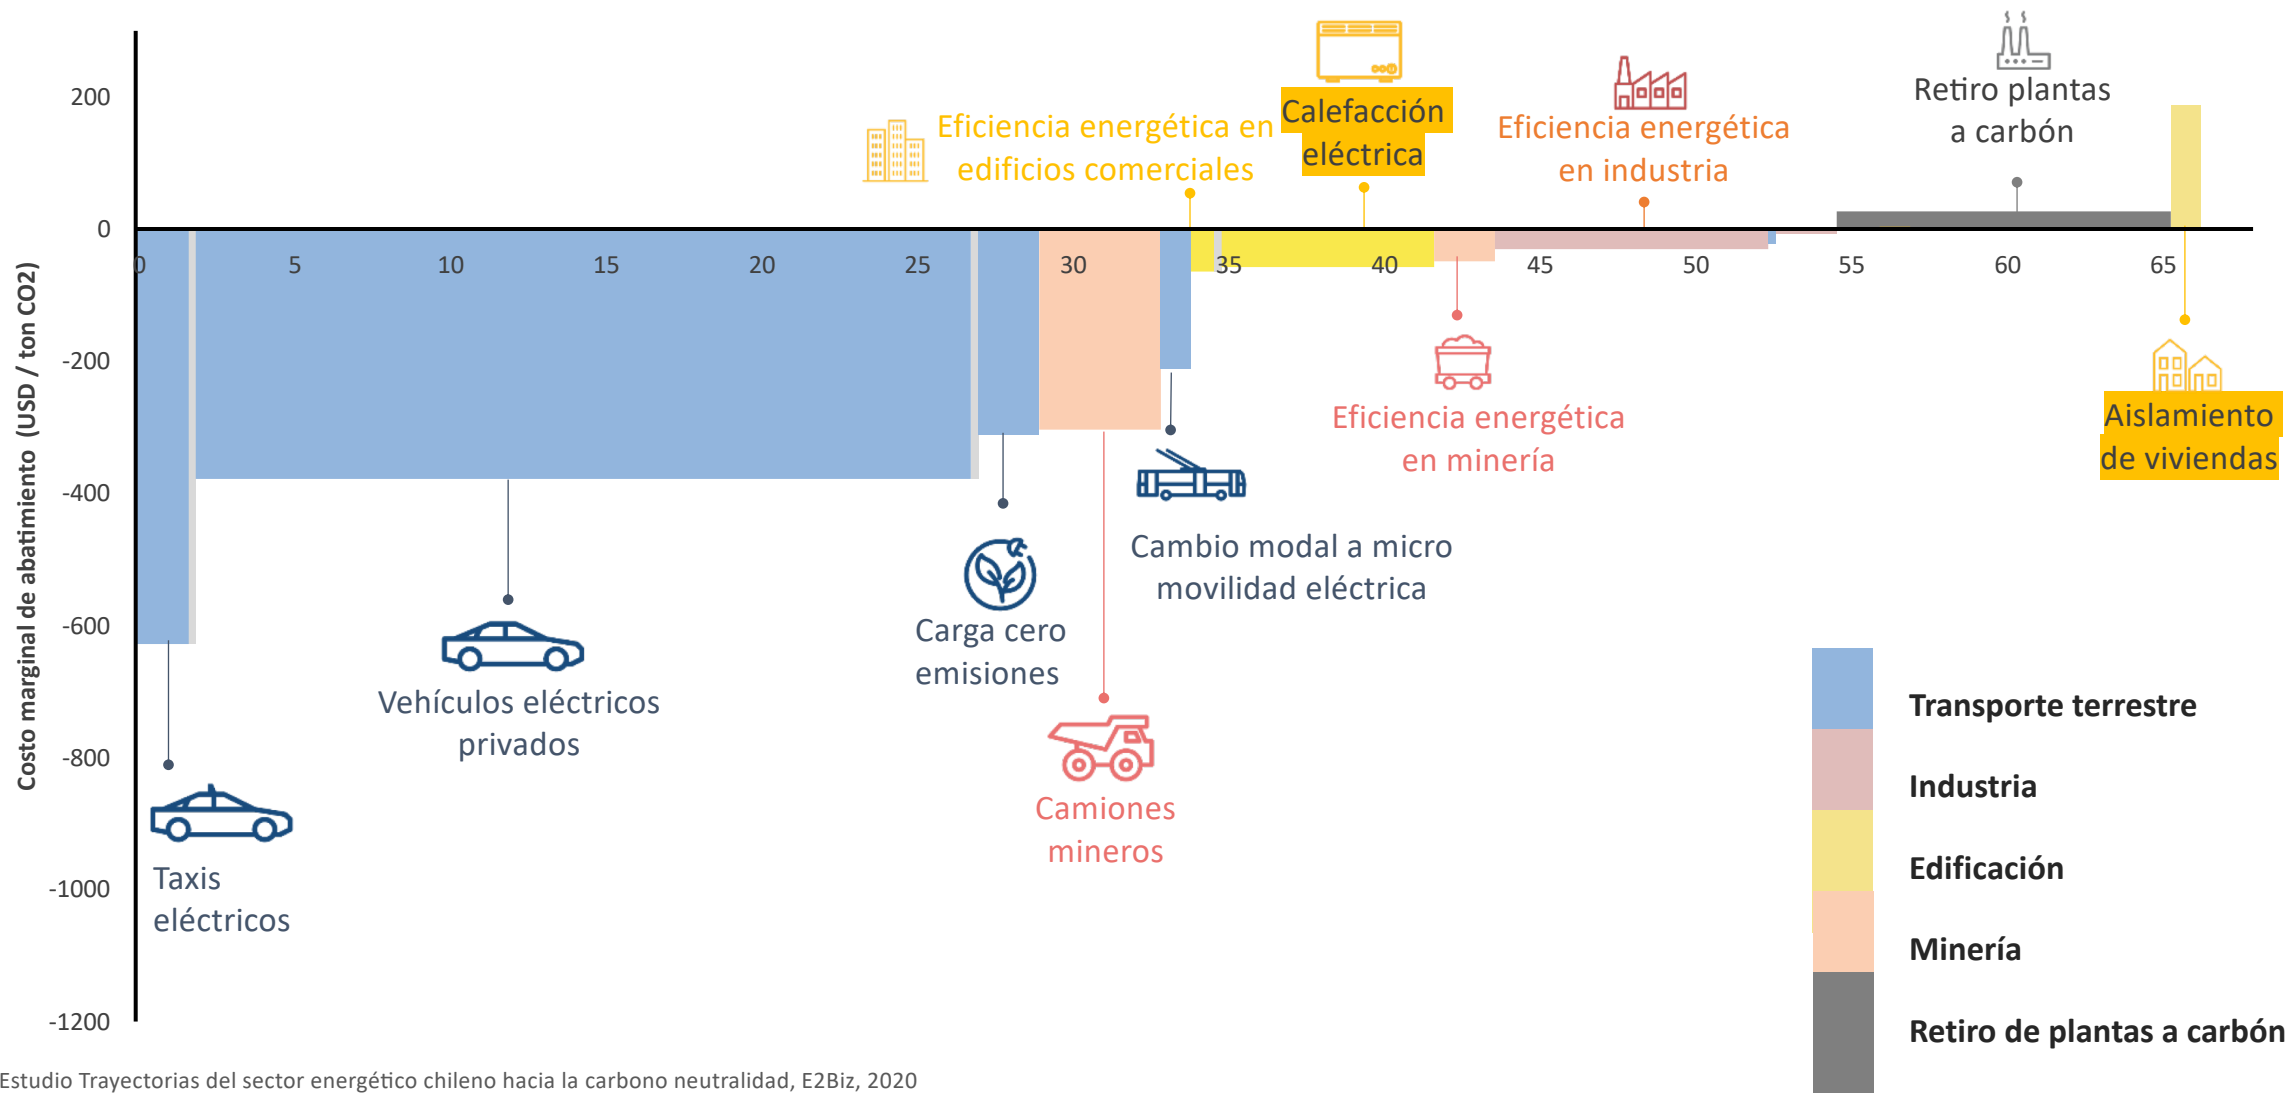 Costo marginal de abatimiento (USD / ton CO2)
200
0
-200
-400
-600
-800
-1000
-1200
0 5 10 15 20 25 30 35 40 45 50 55 60 65
Eficiencia energética en
edificios comerciales
Calefacción
eléctrica
Eficiencia energética
en industria
Retiro plantas
a carbón
Taxis
eléctricos
Vehículos eléctricos
privados
Carga cero
emisiones
Camiones
mineros
Cambio modal a micro
movilidad eléctrica
Eficiencia energética
en minería
Aislamiento
de viviendas
Transporte terrestre
Industria
Edificación
Minería
Retiro de plantas a carbón
Estudio Trayectorias del sector energético chileno hacia la carbono neutralidad, E2Biz, 2020